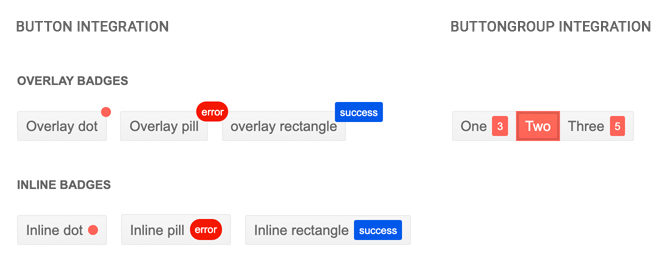 BUTTON INTEGRATION
BUTTONGROUP INTEGRATION
OVERLAY BADGES
Overlay dot
Overlay pill error
overlay rectangle success
One 3 Two Three 5
INLINE BADGES
Inline dot
Inline pill error
Inline rectangle success